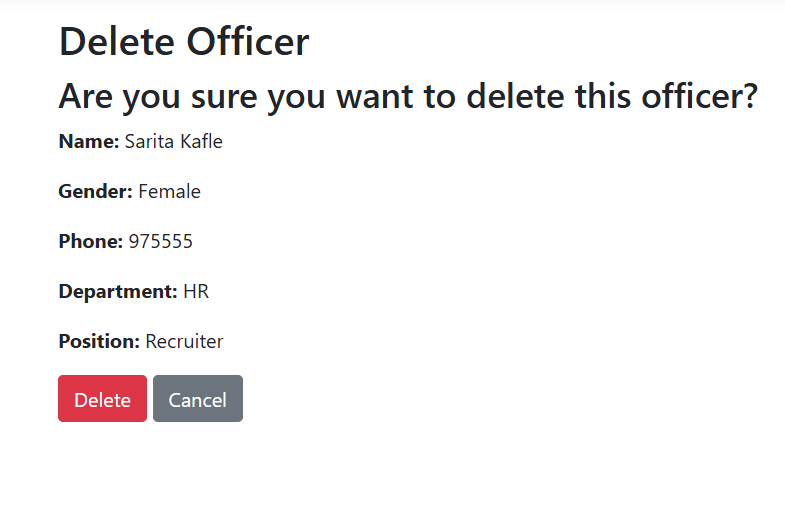 Delete Officer
Are you sure you want to delete this officer?
Name: Sarita Kafle
Gender: Female
Phone: 975555
Department: HR
Position: Recruiter
Delete Cancel